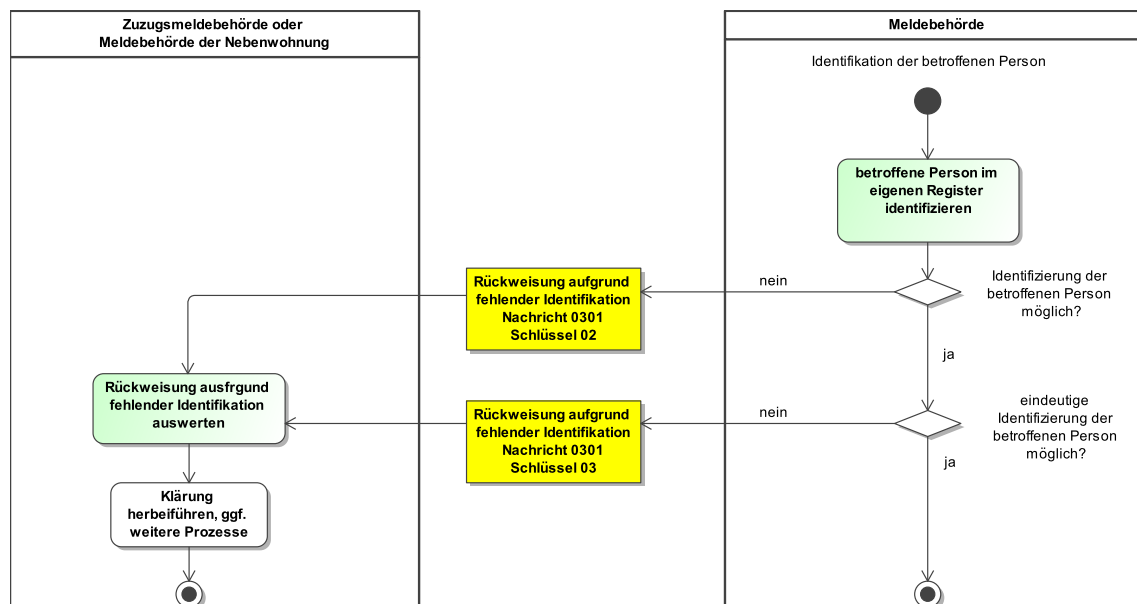 Zuzugsmeldebehörde oder
Meldebehörde der Nebenwohnung
Meldebehörde
Identifikation der betroffenen Person
betroffene Person im
eigenen Register
identifizieren
Identifizierung der
betroffenen Person
möglich?
nein
Rückweisung aufgrund
fehlender Identifikation
Nachricht 0301
Schlüssel 02
ja
eindeutige
Identifizierung der
betroffenen Person
möglich?
nein
Rückweisung aufgrund
fehlender Identifikation
Nachricht 0301
Schlüssel 03
ja
Rückweisung ausfrgund
fehlender Identifikation
auswerten
Klärung
herbeiführen, ggf.
weitere Prozesse